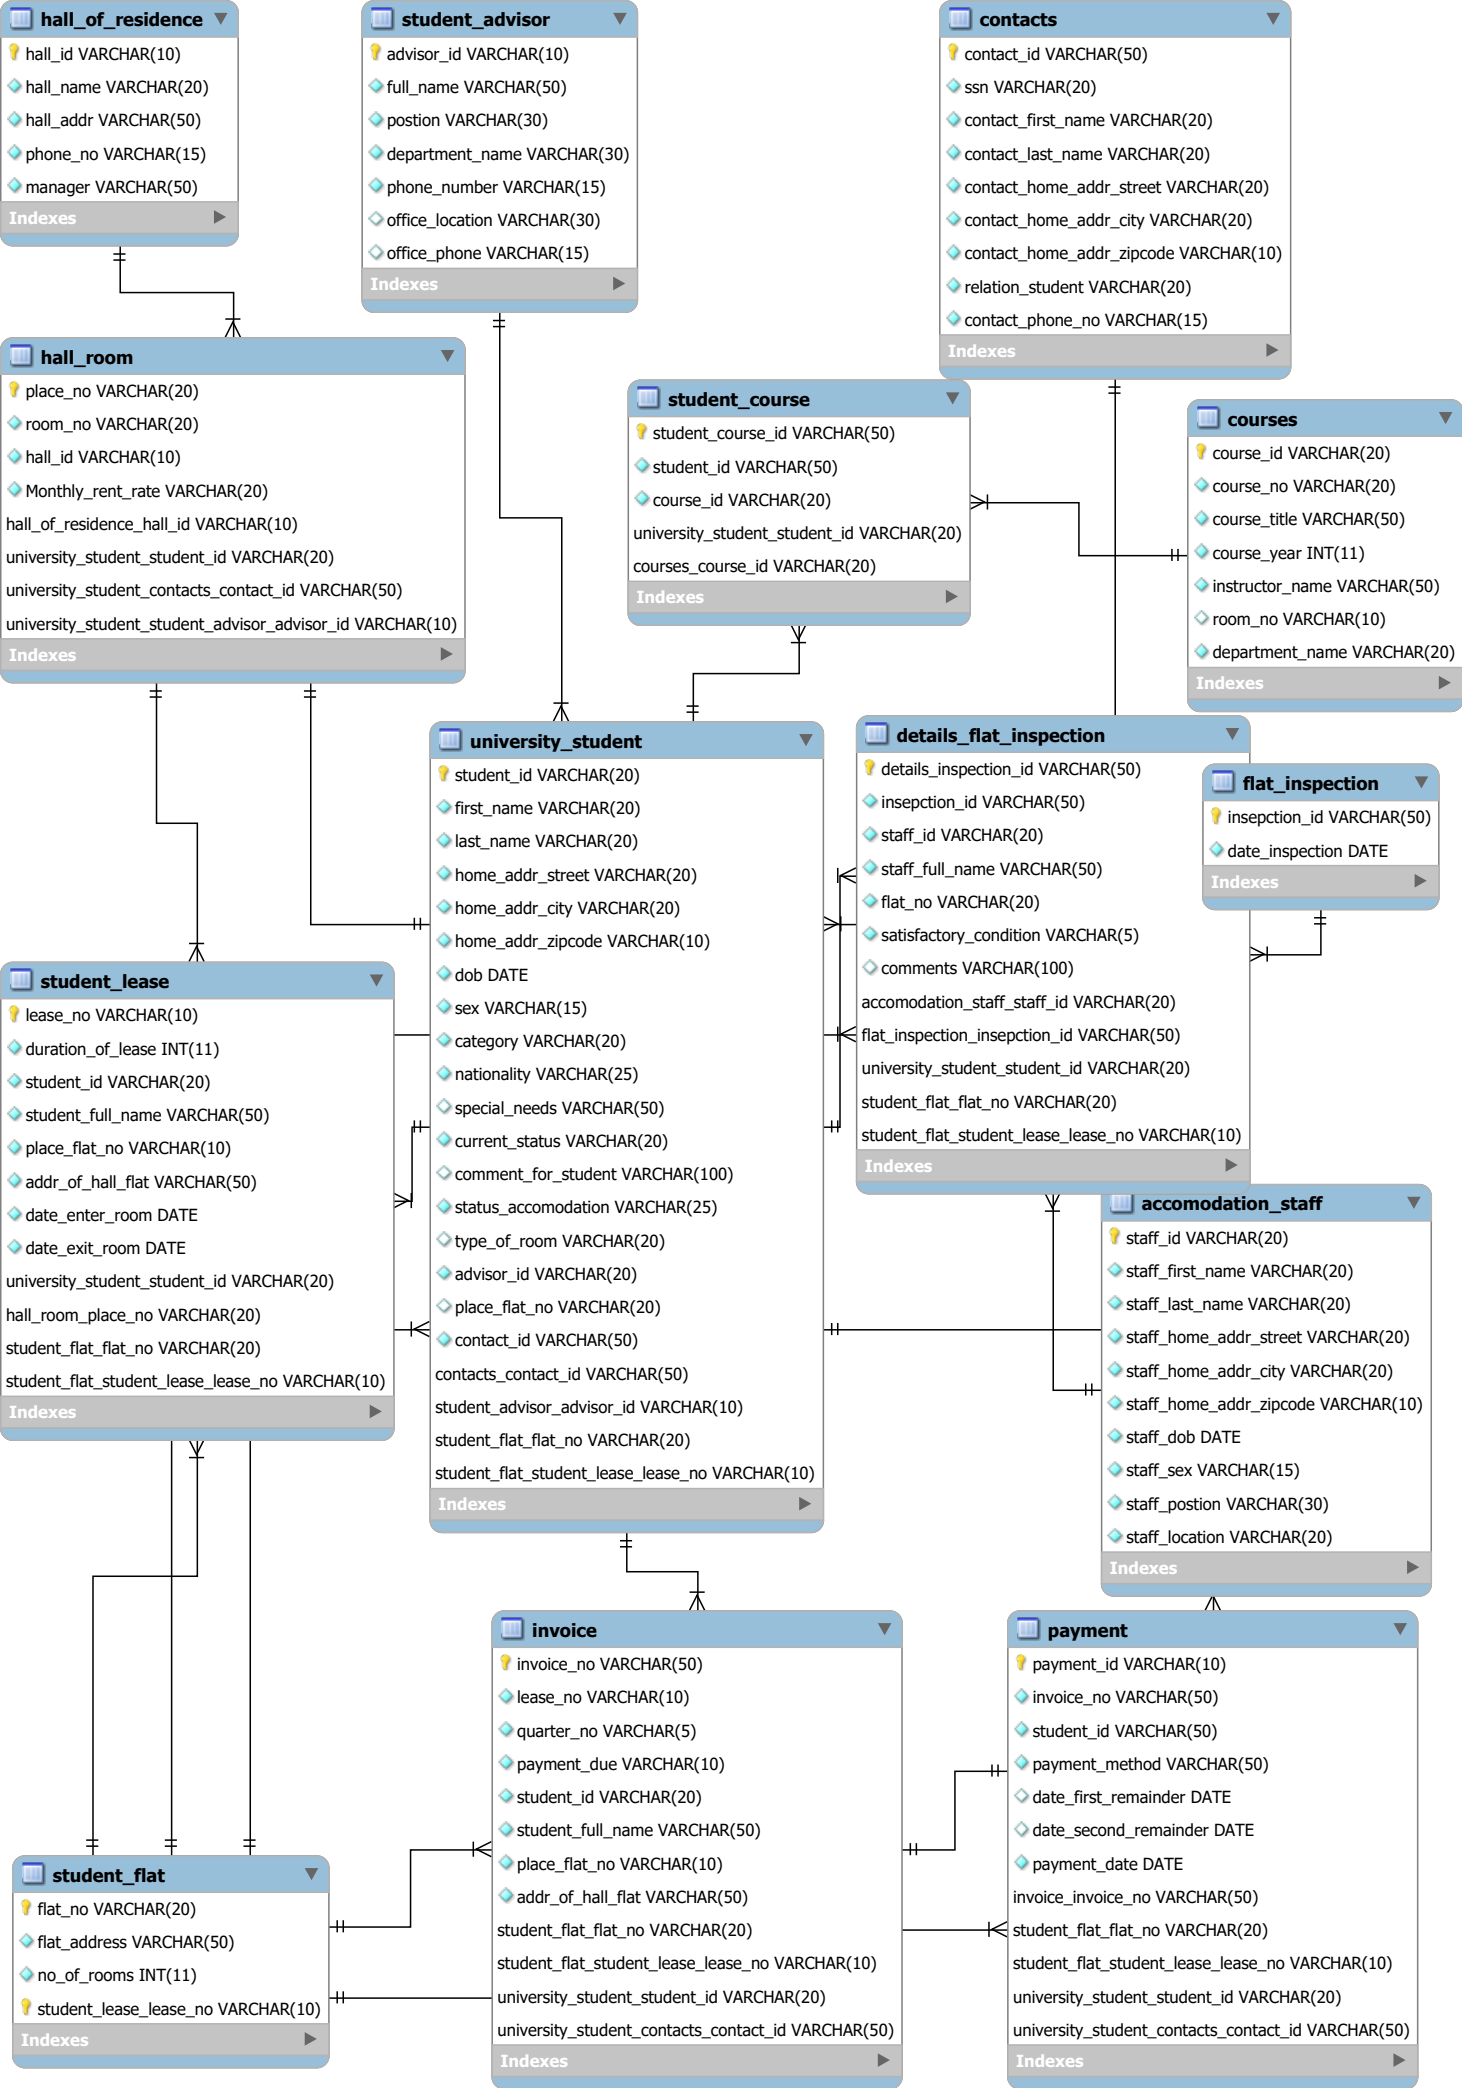 hall_of_residence
hall_id VARCHAR(10)
hall_name VARCHAR(20)
hall_addr VARCHAR(50)
phone_no VARCHAR(15)
manager VARCHAR(50)
Indexes
student_advisor
advisor_id VARCHAR(10)
full_name VARCHAR(50)
postion VARCHAR(30)
department_name VARCHAR(30)
phone_number VARCHAR(15)
office_location VARCHAR(30)
office_phone VARCHAR(15)
Indexes
contacts
contact_id VARCHAR(50)
ssn VARCHAR(20)
contact_first_name VARCHAR(20)
contact_last_name VARCHAR(20)
contact_home_addr_street VARCHAR(20)
contact_home_addr_city VARCHAR(20)
contact_home_addr_zipcode VARCHAR(10)
relation_student VARCHAR(20)
contact_phone_no VARCHAR(15)
Indexes
hall_room
place_no VARCHAR(20)
room_no VARCHAR(20)
hall_id VARCHAR(10)
Monthly_rent_rate VARCHAR(20)
hall_of_residence_hall_id VARCHAR(10)
university_student_student_id VARCHAR(20)
university_student_contacts_contact_id VARCHAR(50)
university_student_student_advisor_advisor_id VARCHAR(10)
Indexes
student_course
student_course_id VARCHAR(50)
student_id VARCHAR(50)
course_id VARCHAR(20)
university_student_student_id VARCHAR(20)
courses_course_id VARCHAR(20)
Indexes
courses
course_id VARCHAR(20)
course_no VARCHAR(20)
course_title VARCHAR(50)
course_year INT(11)
instructor_name VARCHAR(50)
room_no VARCHAR(10)
department_name VARCHAR(20)
Indexes
university_student
student_id VARCHAR(20)
first_name VARCHAR(20)
last_name VARCHAR(20)
home_addr_street VARCHAR(20)
home_addr_city VARCHAR(20)
home_addr_zipcode VARCHAR(10)
dob DATE
sex VARCHAR(15)
category VARCHAR(20)
nationality VARCHAR(25)
special_needs VARCHAR(50)
current_status VARCHAR(20)
comment_for_student VARCHAR(100)
status_accomodation VARCHAR(25)
type_of_room VARCHAR(20)
advisor_id VARCHAR(20)
place_flat_no VARCHAR(20)
contact_id VARCHAR(50)
contacts_contact_id VARCHAR(50)
student_advisor_advisor_id VARCHAR(10)
student_flat_flat_no VARCHAR(20)
student_flat_student_lease_lease_no VARCHAR(10)
Indexes
details_flat_inspection
details_inspection_id VARCHAR(50)
insepction_id VARCHAR(50)
staff_id VARCHAR(20)
staff_full_name VARCHAR(50)
flat_no VARCHAR(20)
satisfactory_condition VARCHAR(5)
comments VARCHAR(100)
accomodation_staff_staff_id VARCHAR(20)
flat_inspection_insepction_id VARCHAR(50)
university_student_student_id VARCHAR(20)
student_flat_flat_no VARCHAR(20)
student_flat_student_lease_lease_no VARCHAR(10)
Indexes
flat_inspection
insepction_id VARCHAR(50)
date_inspection DATE
Indexes
student_lease
lease_no VARCHAR(10)
duration_of_lease INT(11)
student_id VARCHAR(20)
student_full_name VARCHAR(50)
place_flat_no VARCHAR(10)
addr_of_hall_flat VARCHAR(50)
date_enter_room DATE
date_exit_room DATE
university_student_student_id VARCHAR(20)
hall_room_place_no VARCHAR(20)
student_flat_flat_no VARCHAR(20)
student_flat_student_lease_lease_no VARCHAR(10)
Indexes
accomodation_staff
staff_id VARCHAR(20)
staff_first_name VARCHAR(20)
staff_last_name VARCHAR(20)
staff_home_addr_street VARCHAR(20)
staff_home_addr_city VARCHAR(20)
staff_home_addr_zipcode VARCHAR(10)
staff_dob DATE
staff_sex VARCHAR(15)
staff_postion VARCHAR(30)
staff_location VARCHAR(20)
Indexes
invoice
invoice_no VARCHAR(50)
lease_no VARCHAR(10)
quarter_no VARCHAR(5)
payment_due VARCHAR(10)
student_id VARCHAR(20)
student_full_name VARCHAR(50)
place_flat_no VARCHAR(10)
addr_of_hall_flat VARCHAR(50)
student_flat_flat_no VARCHAR(20)
student_flat_student_lease_lease_no VARCHAR(10)
university_student_student_id VARCHAR(20)
university_student_contacts_contact_id VARCHAR(50)
Indexes
payment
payment_id VARCHAR(10)
invoice_no VARCHAR(50)
student_id VARCHAR(50)
payment_method VARCHAR(50)
date_first_remainder DATE
date_second_remainder DATE
payment_date DATE
invoice_invoice_no VARCHAR(50)
student_flat_flat_no VARCHAR(20)
student_flat_student_lease_lease_no VARCHAR(10)
university_student_student_id VARCHAR(20)
university_student_contacts_contact_id VARCHAR(50)
Indexes
student_flat
flat_no VARCHAR(20)
flat_address VARCHAR(50)
no_of_rooms INT(11)
student_lease_lease_no VARCHAR(10)
Indexes